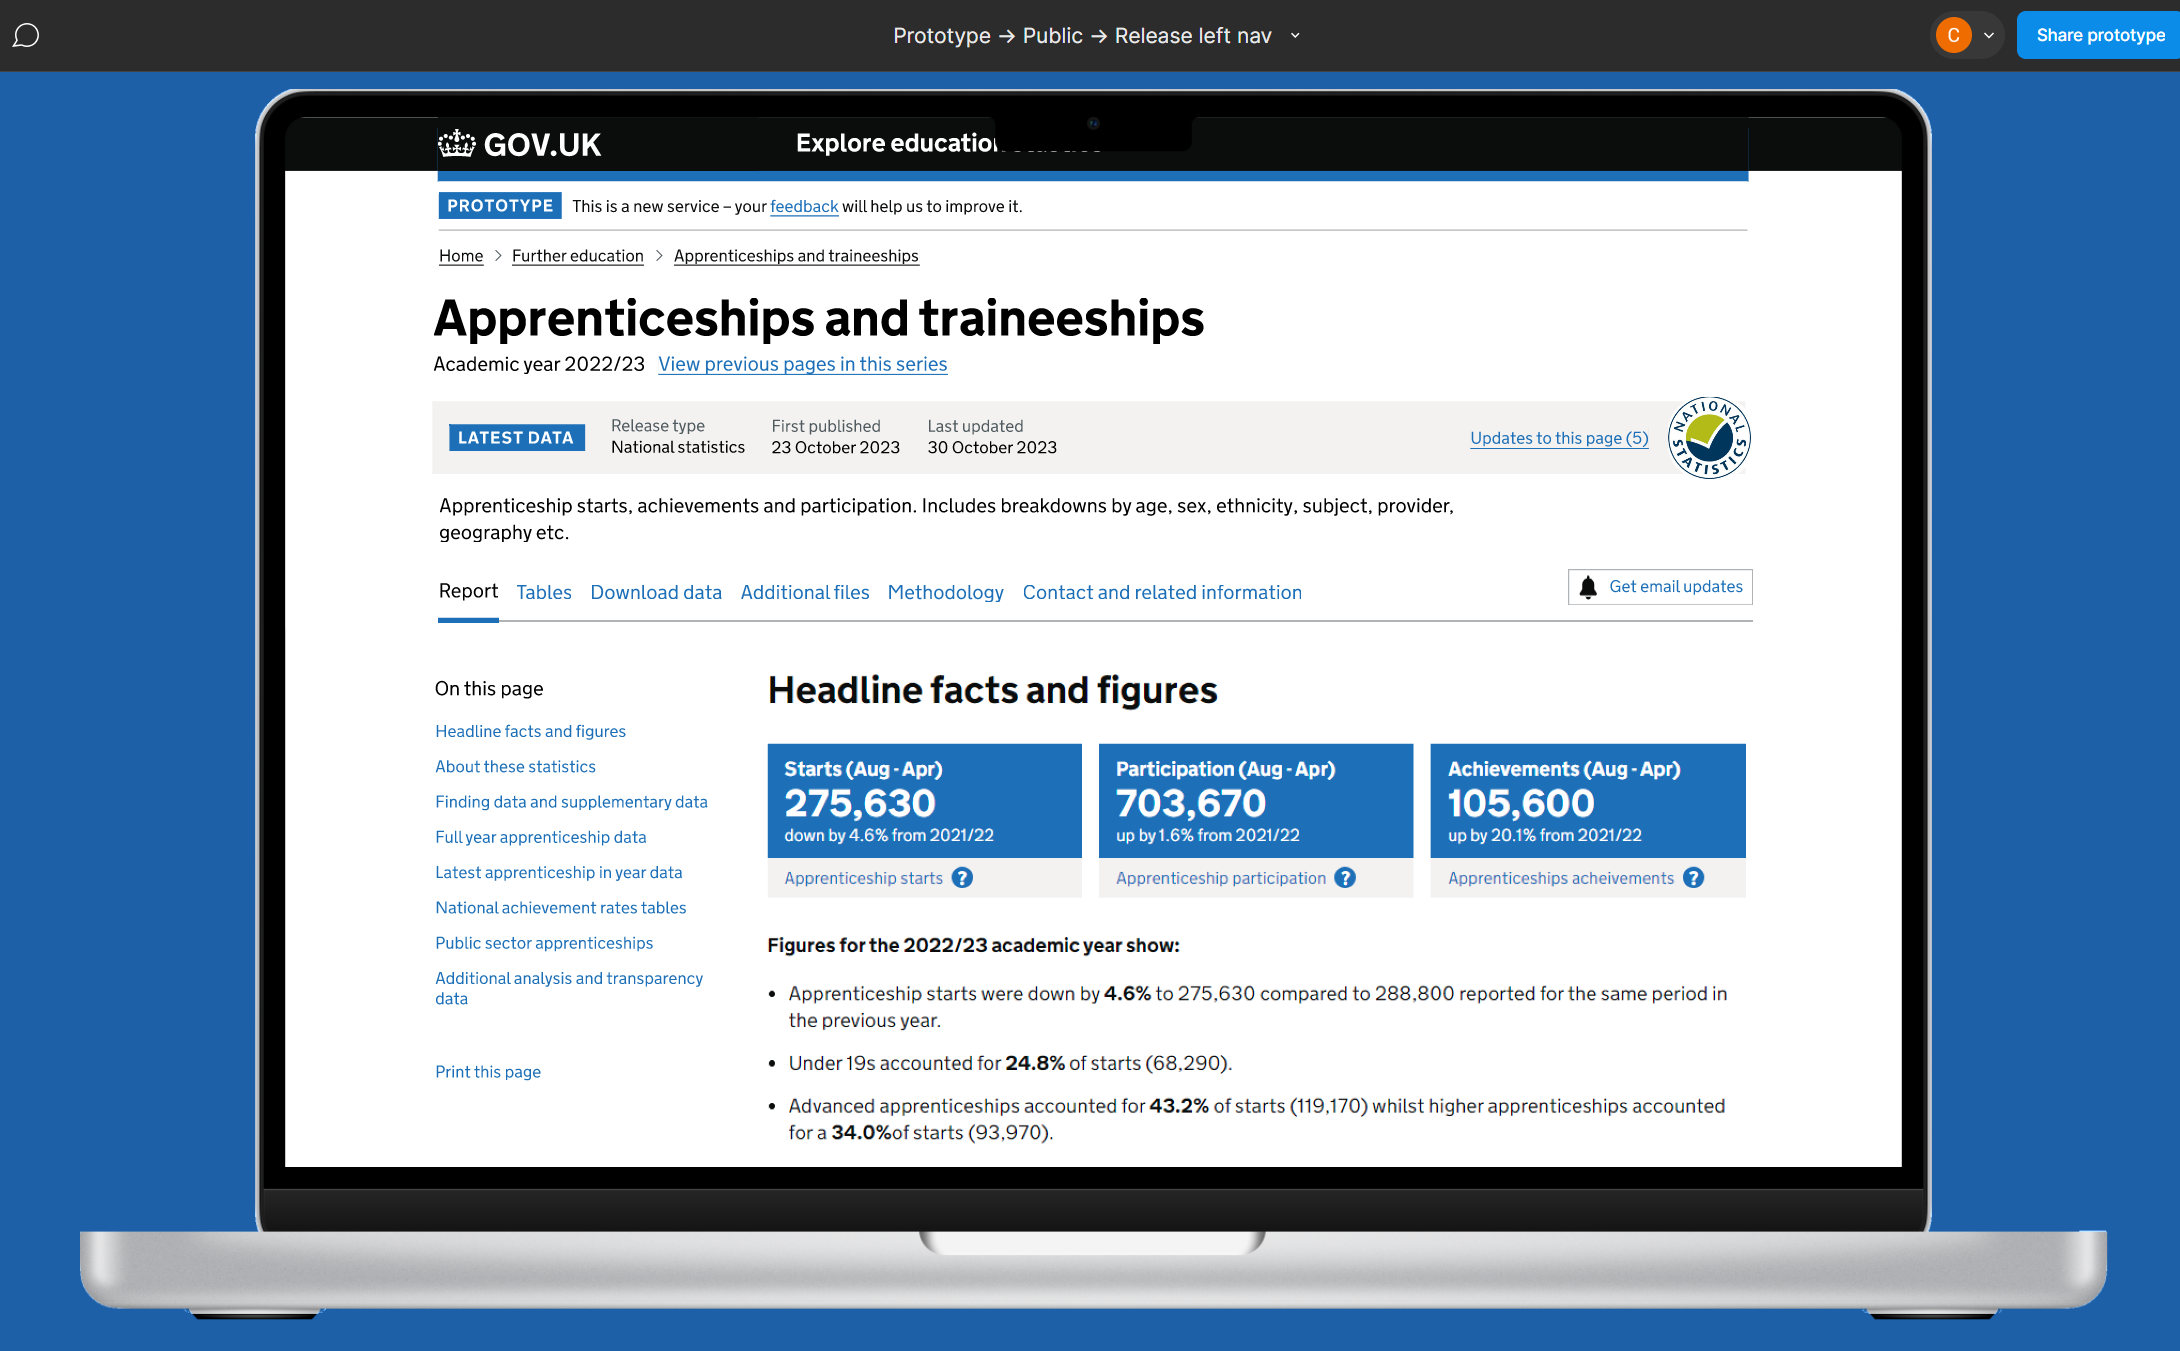 Prototype → Public → Release left nav
C
Share prototype
GOV.UK
Explore education
PROTOTYPE This is a new service – your feedback will help us to improve it.
Home > Further education > Apprenticeships and traineeships
Apprenticeships and traineeships
Academic year 2022/23 View previous pages in this series
LATEST DATA
Release type
National statistics
First published
23 October 2023
Last updated
30 October 2023
Updates to this page (5)
NATIONAL STATISTICS
Apprenticeship starts, achievements and participation. Includes breakdowns by age, sex, ethnicity, subject, provider,
geography etc.
Report Tables Download data Additional files Methodology Contact and related information
Get email updates
On this page
Headline facts and figures
About these statistics
Finding data and supplementary data
Full year apprenticeship data
Latest apprenticeship in year data
National achievement rates tables
Public sector apprenticeships
Additional analysis and transparency
data
Print this page
Headline facts and figures
Starts (Aug - Apr)
275,630
down by 4.6% from 2021/22
Apprenticeship starts ?
Participation (Aug - Apr)
703,670
up by 1.6% from 2021/22
Apprenticeship participation ?
Achievements (Aug - Apr)
105,600
up by 20.1% from 2021/22
Apprenticeships acheivements ?
Figures for the 2022/23 academic year show:
• Apprenticeship starts were down by 4.6% to 275,630 compared to 288,800 reported for the same period in
the previous year.
• Under 19s accounted for 24.8% of starts (68,290).
• Advanced apprenticeships accounted for 43.2% of starts (119,170) whilst higher apprenticeships accounted
for a 34.0%of starts (93,970).